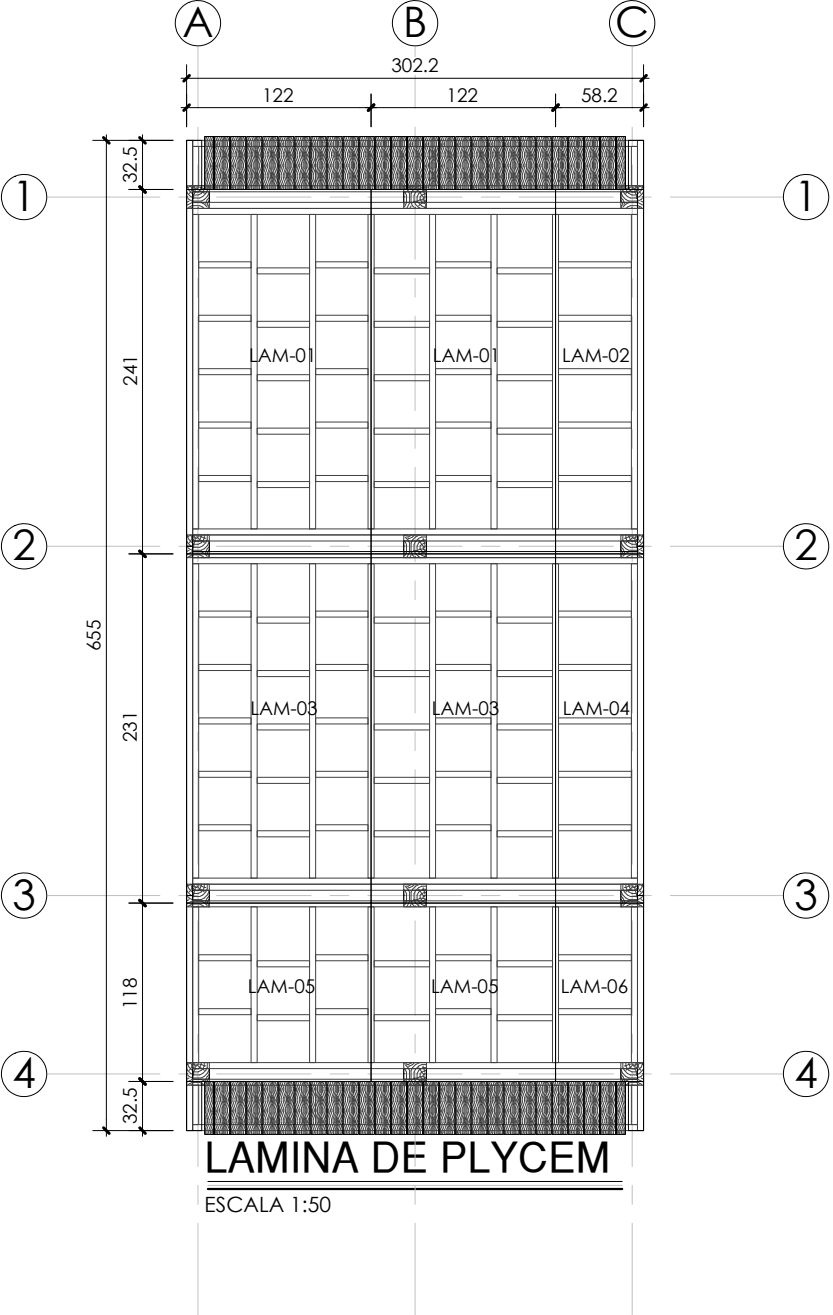 A B C
302.2
122 122 58.2
32.5
1 1
LAM-01 LAM-01 LAM-02
241
2 2
655
LAM-03 LAM-03 LAM-04
231
3 3
LAM-05 LAM-05 LAM-06
118
4 4
32.5
LAMINA DE PLYCEM
ESCALA 1:50